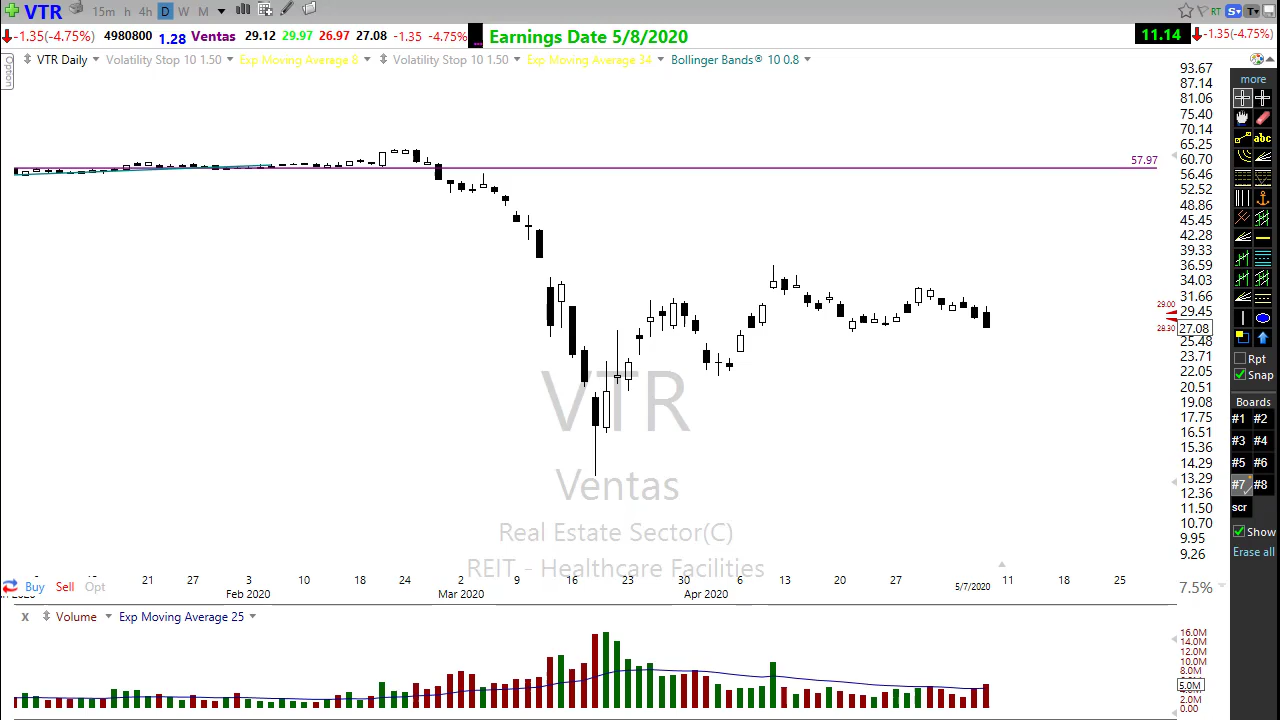 VTR 15m h 4h D W M RT S T
-1.35(-4.75%) 4980800 1.28 Ventas 29.12 29.97 26.97 27.08 -1.35 -4.75% Earnings Date 5/8/2020 11.14 -1.35(-4.75%)
Option
VTR Daily Volatility Stop 10 1.50 Exp Moving Average 8 Volatility Stop 10 1.50 Exp Moving Average 34 Bollinger Bands® 10 0.8
93.67
87.14
81.06
75.40
70.14
65.25
60.70
56.46
52.52
48.86
45.45
42.28
39.33
36.59
34.03
31.66
29.45
27.08
25.48
23.71
22.05
20.51
19.08
17.75
16.51
15.36
14.29
13.29
12.36
11.50
10.70
9.95
9.26
57.97
29.00
28.30
VTR
Ventas
Real Estate Sector(C)
REIT - Healthcare Facilities
21 27 3 10 18 24 2 9 16 23 30 6 13 20 27 5/7/2020 11 18 25
Feb 2020 Mar 2020 Apr 2020
Buy Sell Opt
7.5%
x Volume Exp Moving Average 25
16.0M
14.0M
12.0M
10.0M
8.0M
5.0M
2.0M
0.00
more
abc
Rpt
Snap
Boards
#1 #2
#3 #4
#5 #6
#7 #8
scr
Show
Erase all